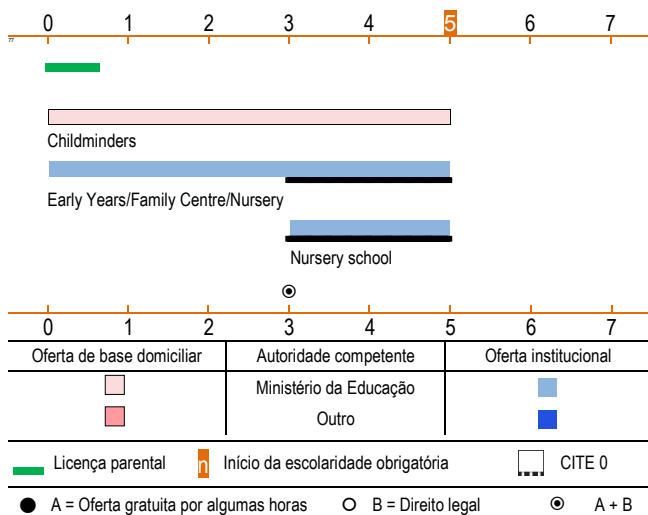 0 1 2 3 4 5 6 7
Childminders
Early Years/Family Centre/Nursery
Nursery school
0 1 2 3 4 5 6 7
Oferta de base domiciliar Autoridade competente Oferta institucional
Ministério da Educação
Outro
Licença parental n Início da escolaridade obrigatória CITE 0
A = Oferta gratuita por algumas horas B = Direito legal A + B